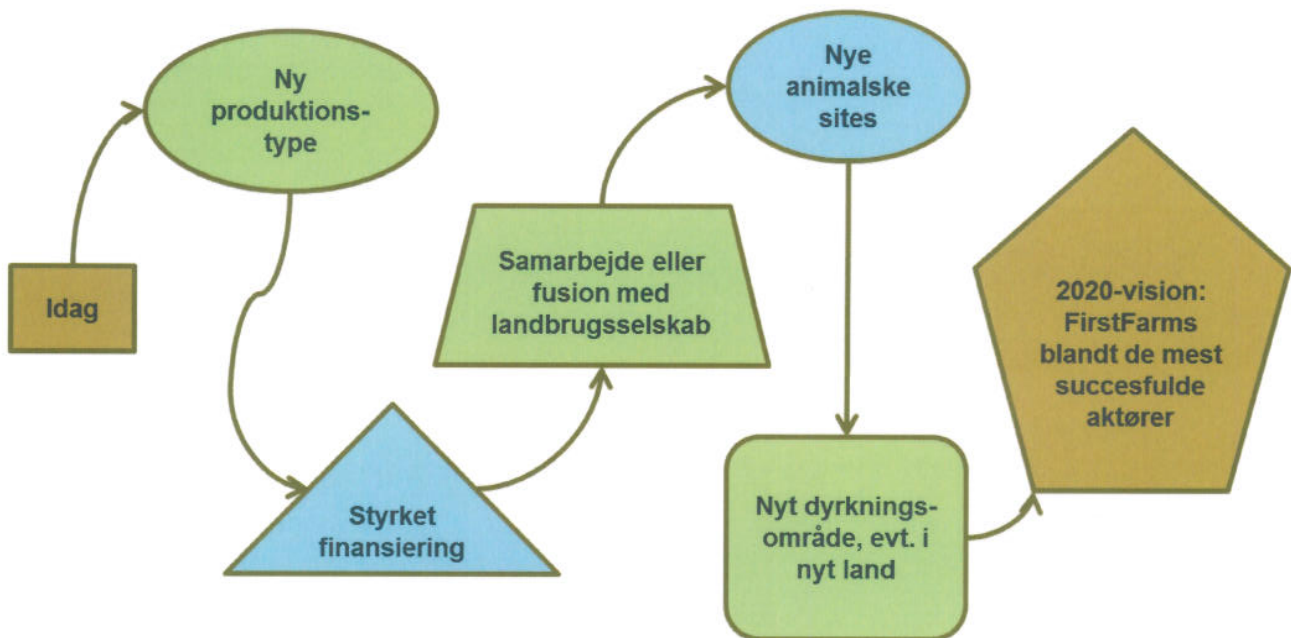 Idag
Ny
produktions-
type
Styrket
finansiering
Samarbejde eller
fusion med
landbrugsselskab
Nye
animalske
sites
Nyt dyrknings-
område, evt. i
nyt land
2020-vision:
FirstFarms
blandt de mest
succesfulde
aktører